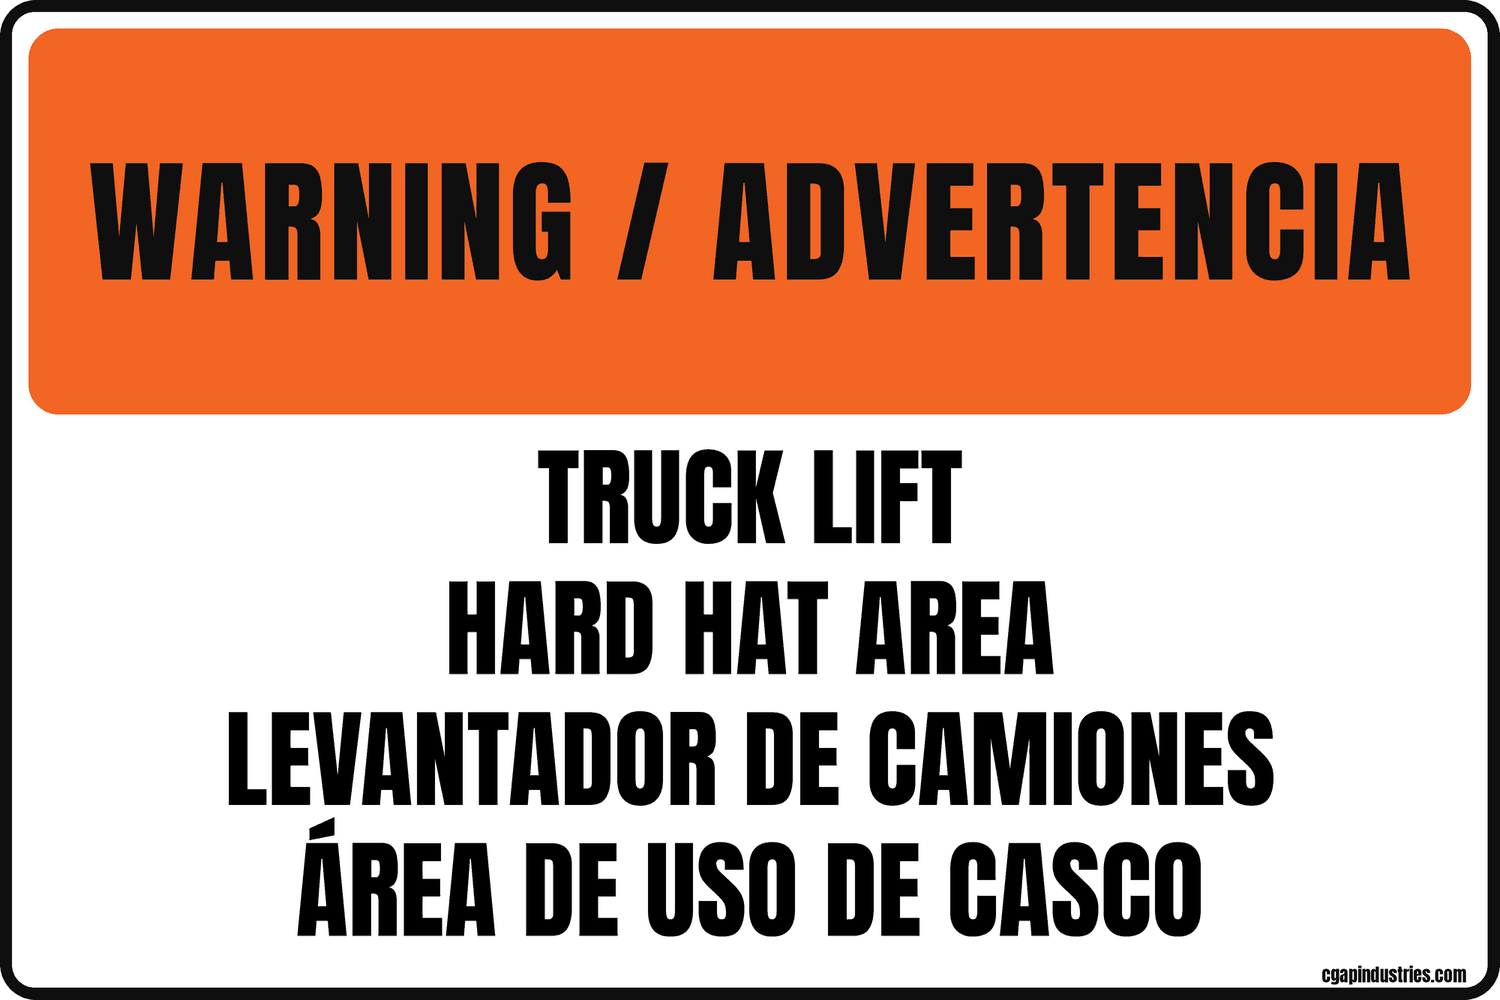 WARNING / ADVERTENCIA
TRUCK LIFT
HARD HAT AREA
LEVANTADOR DE CAMIONES
ÁREA DE USO DE CASCO
cgapindustries.com